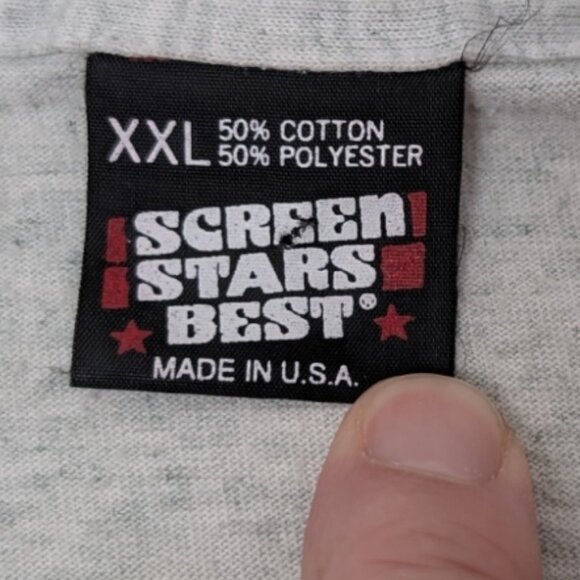 XXL 50% COTTON
50% POLYESTER
SCREEN
STARS
BEST®
MADE IN U.S.A.